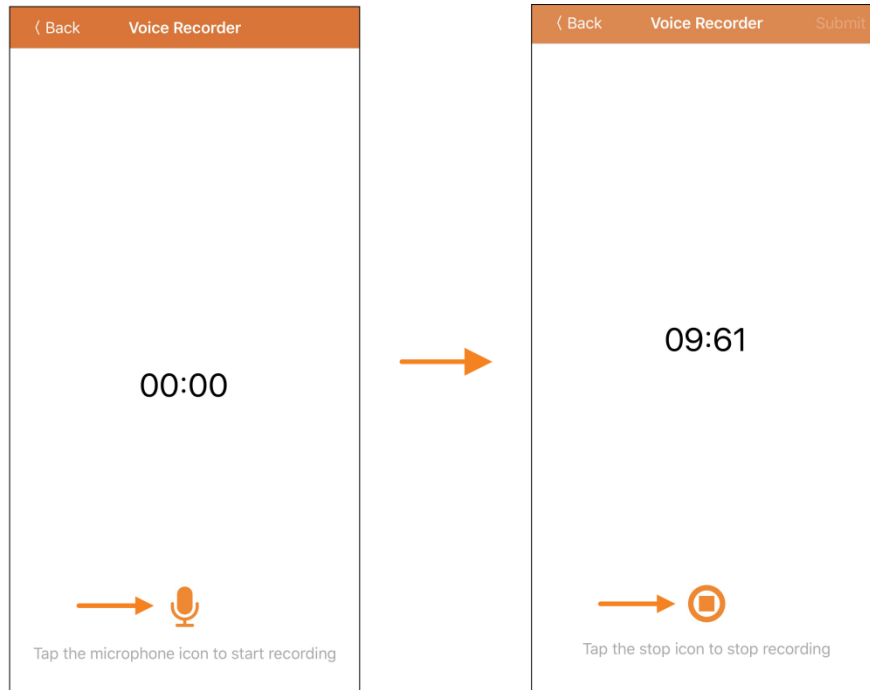 Back
Voice Recorder
00:00
Tap the microphone icon to start recording
Back
Voice Recorder
Submit
09:61
Tap the stop icon to stop recording